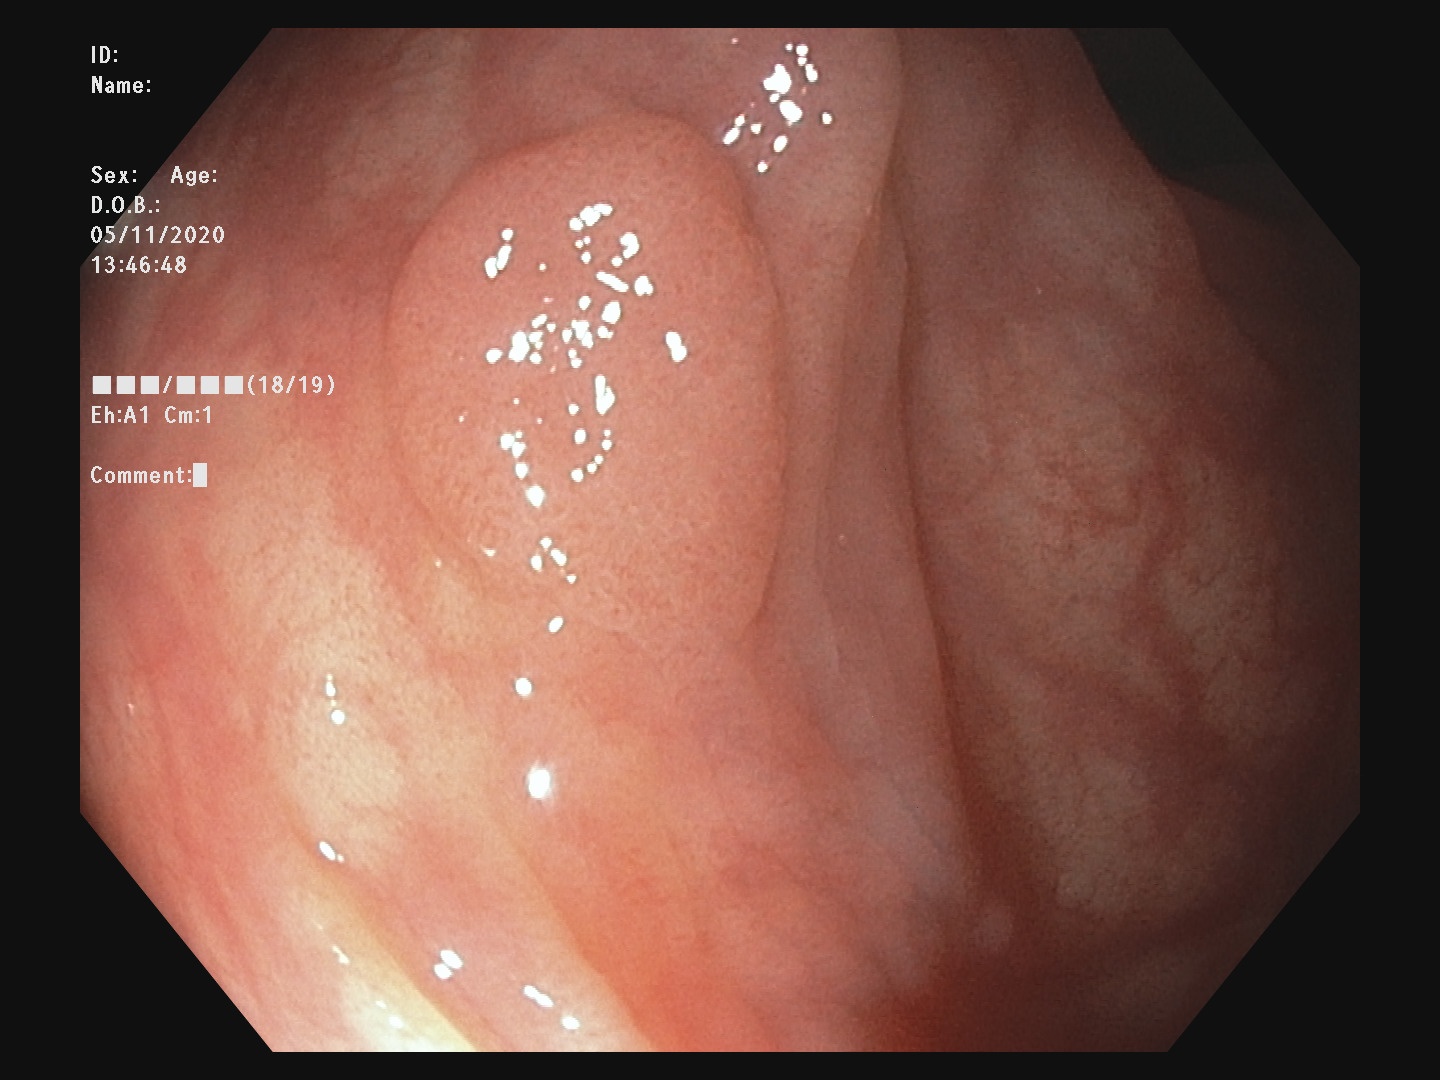 ID:
Name:
Sex: Age:
D.O.B.:
05/11/2020
13:46:48
■■■/■■■(18/19)
Eh:A1 Cm:1
Comment: